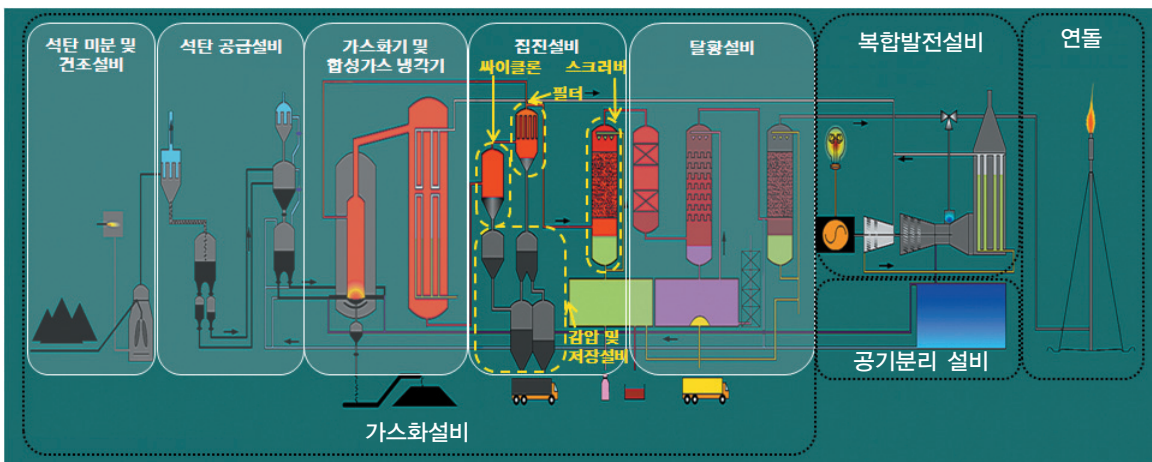 석탄 미분 및
건조설비
석탄 공급설비
가스화기 및
합성가스 냉각기
집진설비
싸이클론
필터
스크러버
탈황설비
복합발전설비
연돌
감압 및
저장설비
공기분리 설비
가스화설비